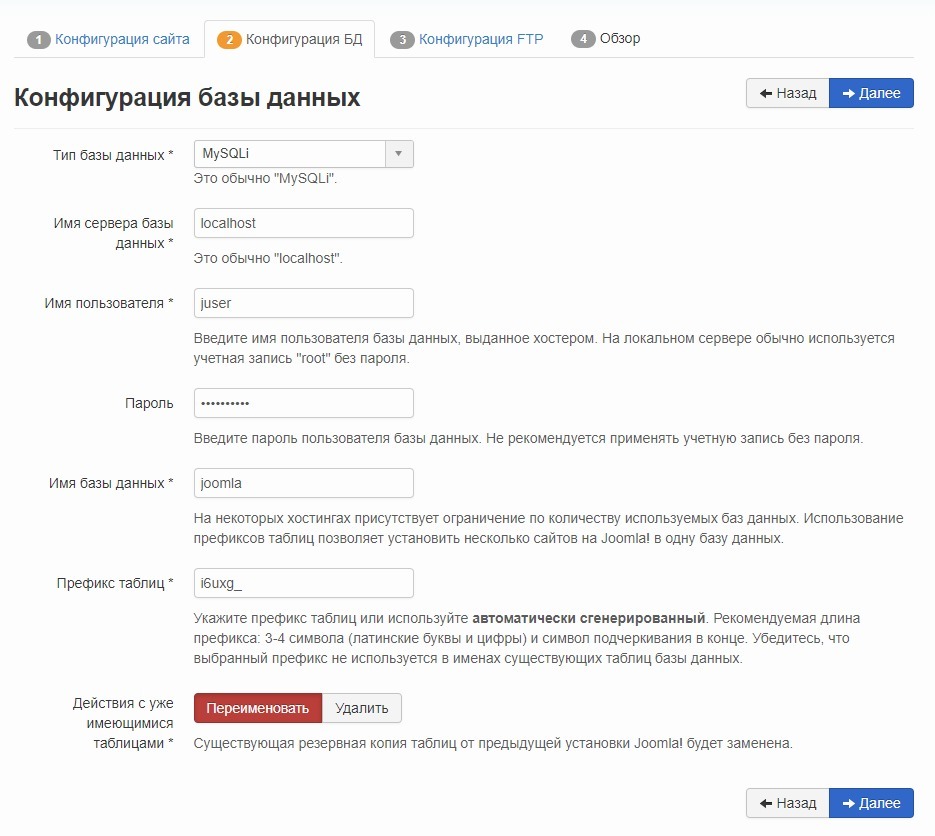 1 Конфигурация сайта 2 Конфигурация БД 3 Конфигурация FTP 4 Обзор
Конфигурация базы данных
Назад Далее
Тип базы данных * MySQLi
Это обычно "MySQLi".
Имя сервера базы
данных *
localhost
Это обычно "localhost".
Имя пользователя * juser
Введите имя пользователя базы данных, выданное хостером. На локальном сервере обычно используется
учетная запись "root" без пароля.
Пароль ••••••••••
Введите пароль пользователя базы данных. Не рекомендуется применять учетную запись без пароля.
Имя базы данных * joomla
На некоторых хостингах присутствует ограничение по количеству используемых баз данных. Использование
префиксов таблиц позволяет установить несколько сайтов на Joomla! в одну базу данных.
Префикс таблиц * i6uxg_
Укажите префикс таблиц или используйте автоматически сгенерированный. Рекомендуемая длина
префикса: 3-4 символа (латинские буквы и цифры) и символ подчеркивания в конце. Убедитесь, что
выбранный префикс не используется в именах существующих таблиц базы данных.
Действия с уже
имеющимися
таблицами *
Переименовать Удалить
Существующая резервная копия таблиц от предыдущей установки Joomla! будет заменена.
Назад Далее